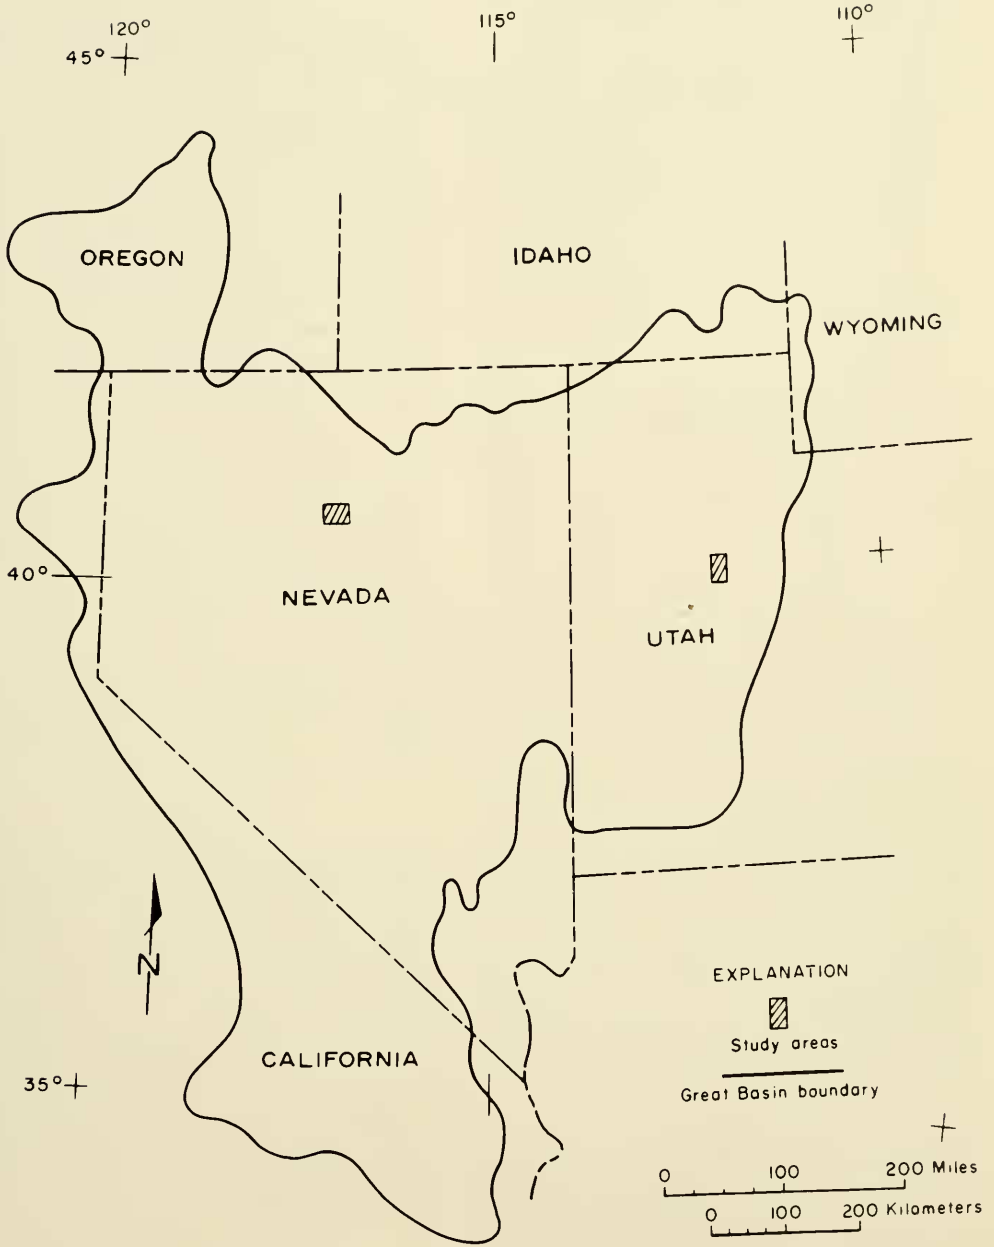 120°
115°
110°
45°
OREGON
IDAHO
WYOMING
40°
NEVADA
UTAH
N
EXPLANATION
Study areas
CALIFORNIA
35°
Great Basin boundary
0 100 200 Miles
0 100 200 Kilometers